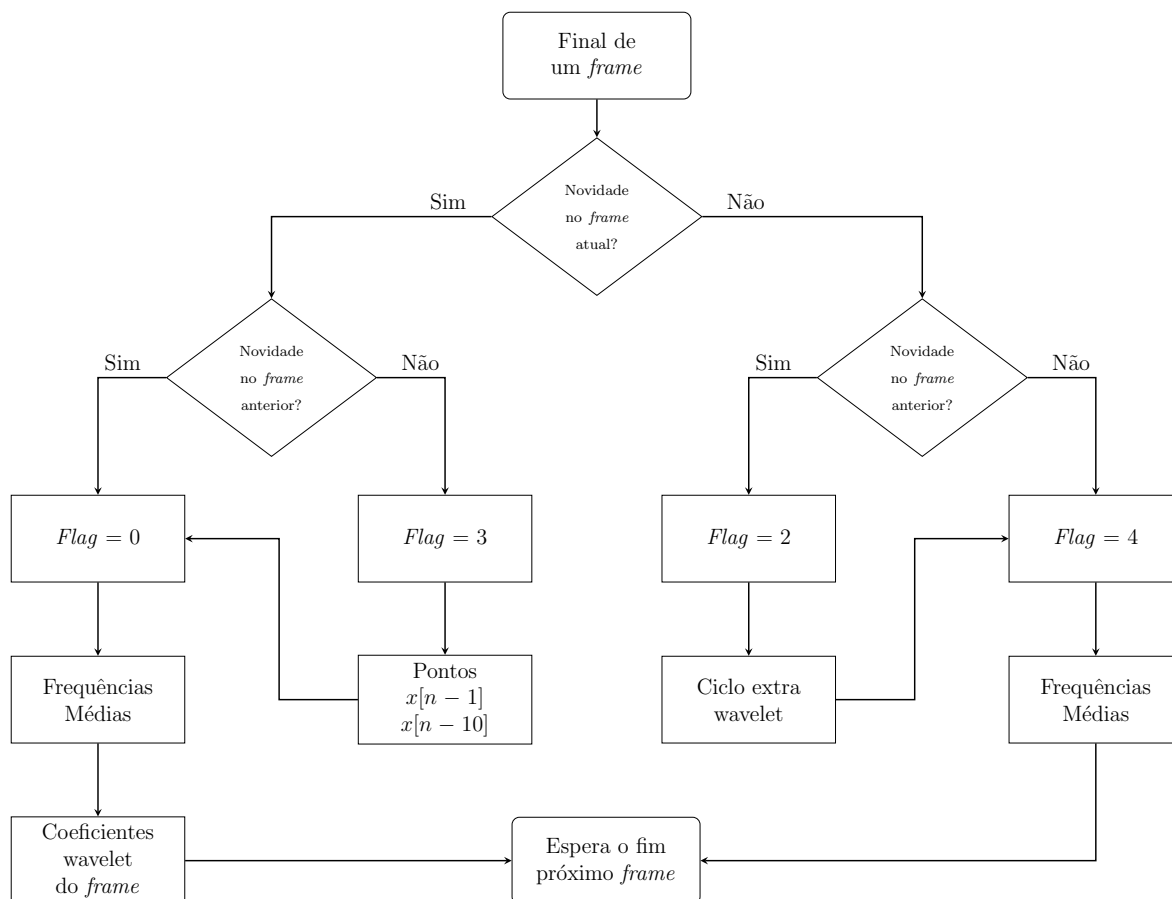 Final de
um frame
Novidade
no frame
atual?
Sim
Não
Novidade
no frame
anterior?
Sim
Não
Novidade
no frame
anterior?
Sim
Não
Flag = 0
Flag = 3
Flag = 2
Flag = 4
Frequências
Médias
Pontos
x[n − 1]
x[n − 10]
Ciclo extra
wavelet
Frequências
Médias
Coeficientes
wavelet
do frame
Espera o fim
próximo frame